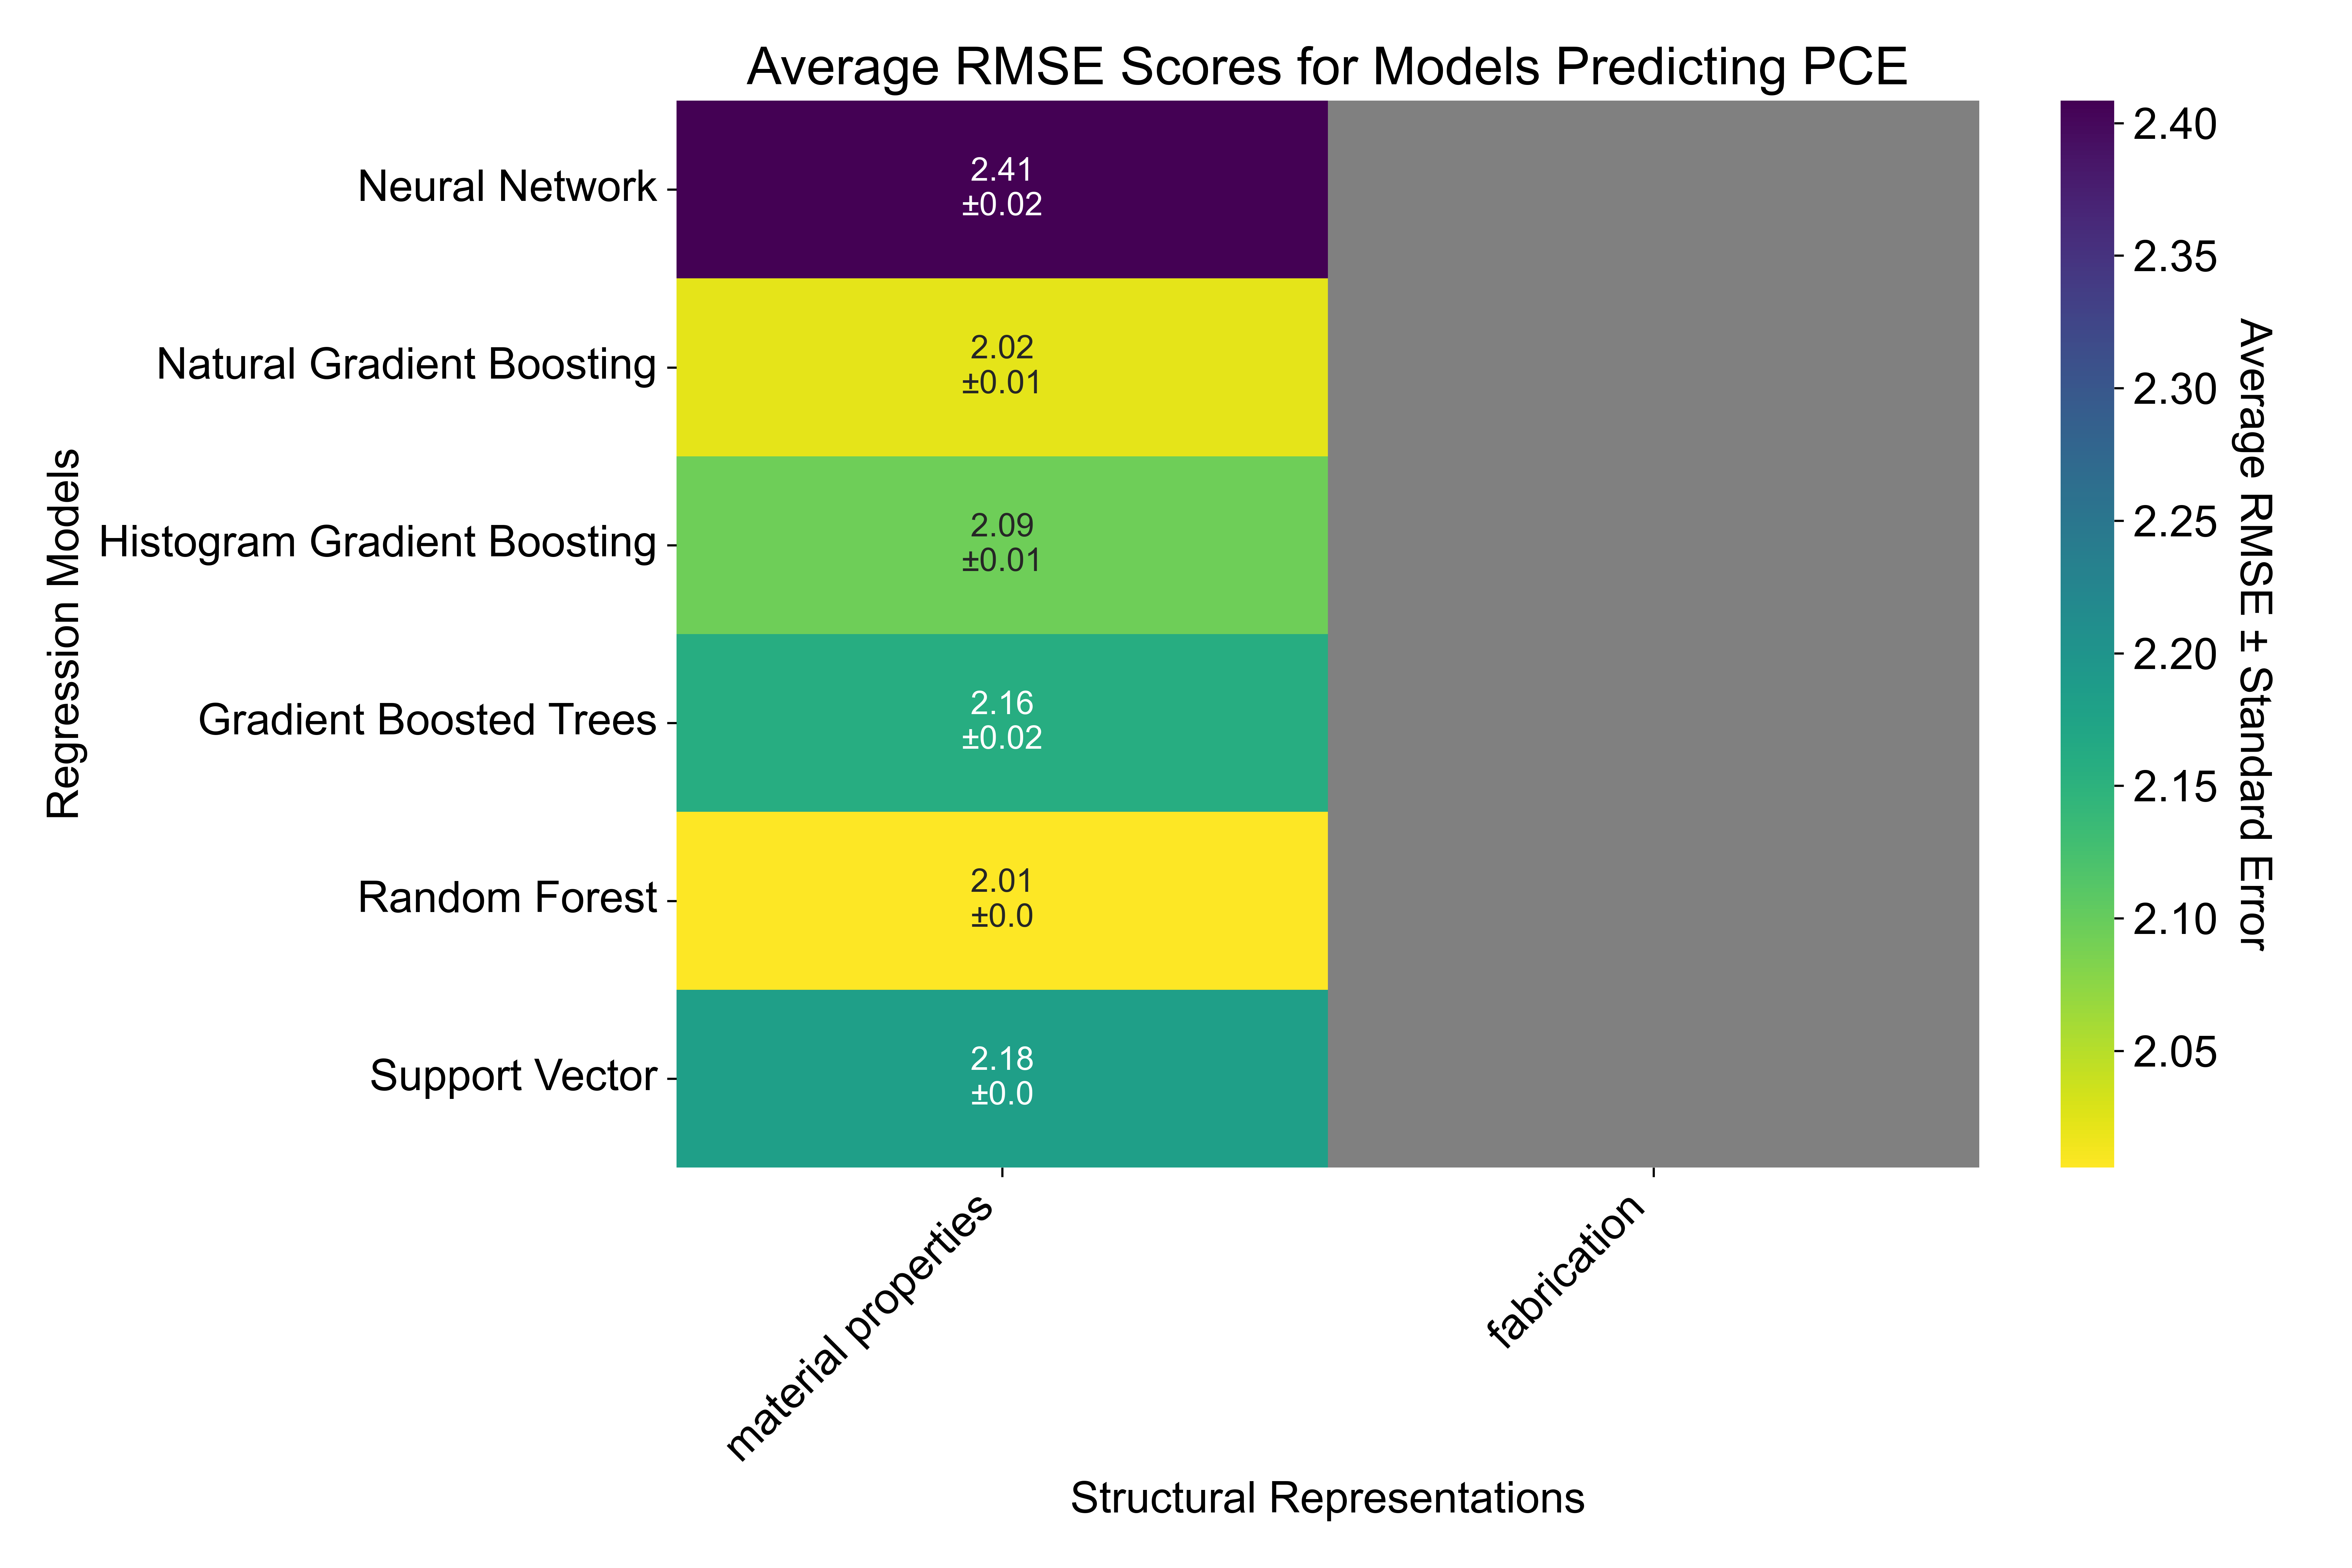 Average RMSE Scores for Models Predicting PCE
Regression Models
Neural Network
2.41
±0.02
Natural Gradient Boosting
2.02
±0.01
Histogram Gradient Boosting
2.09
±0.01
Gradient Boosted Trees
2.16
±0.02
Random Forest
2.01
±0.0
Support Vector
2.18
±0.0
material properties
fabrication
Structural Representations
2.40
2.35
2.30
2.25
2.20
2.15
2.10
2.05
Average RMSE ± Standard Error